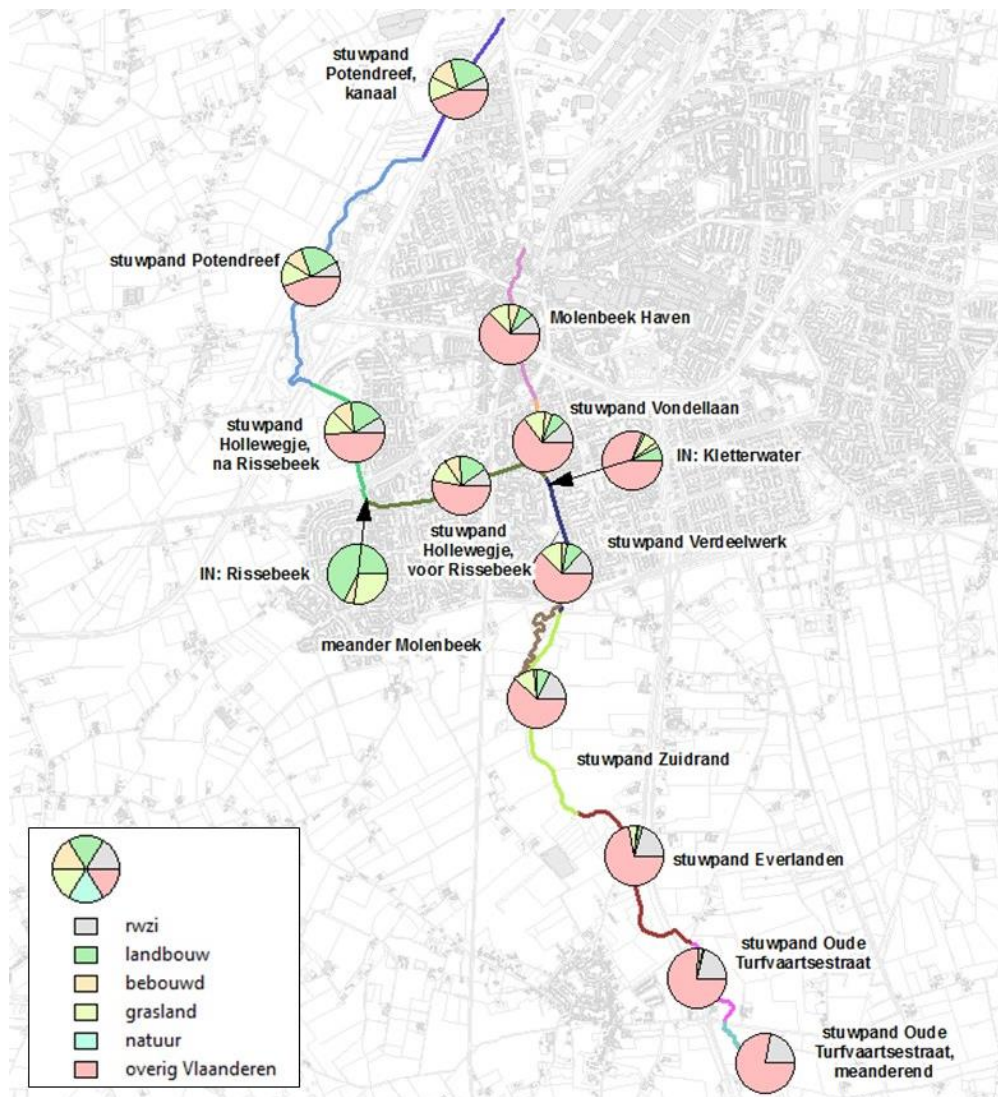 stuwpand
Potendreef,
kanaal
stuwpand Potendreef
Molenbeek Haven
stuwpand Vondellaan
stuwpand
Hollewegje,
na Rissebeek
IN: Kletterwater
stuwpand
Hollewegje,
voor Rissebeek
stuwpand Verdeelwerk
IN: Rissebeek
meander Molenbeek
stuwpand Zuidrand
stuwpand Everlanden
stuwpand Oude
Turfvaartsestraat
stuwpand Oude
Turfvaartsestraat,
meanderend
rwzi
landbouw
bebouwd
grasland
natuur
overig Vlaanderen